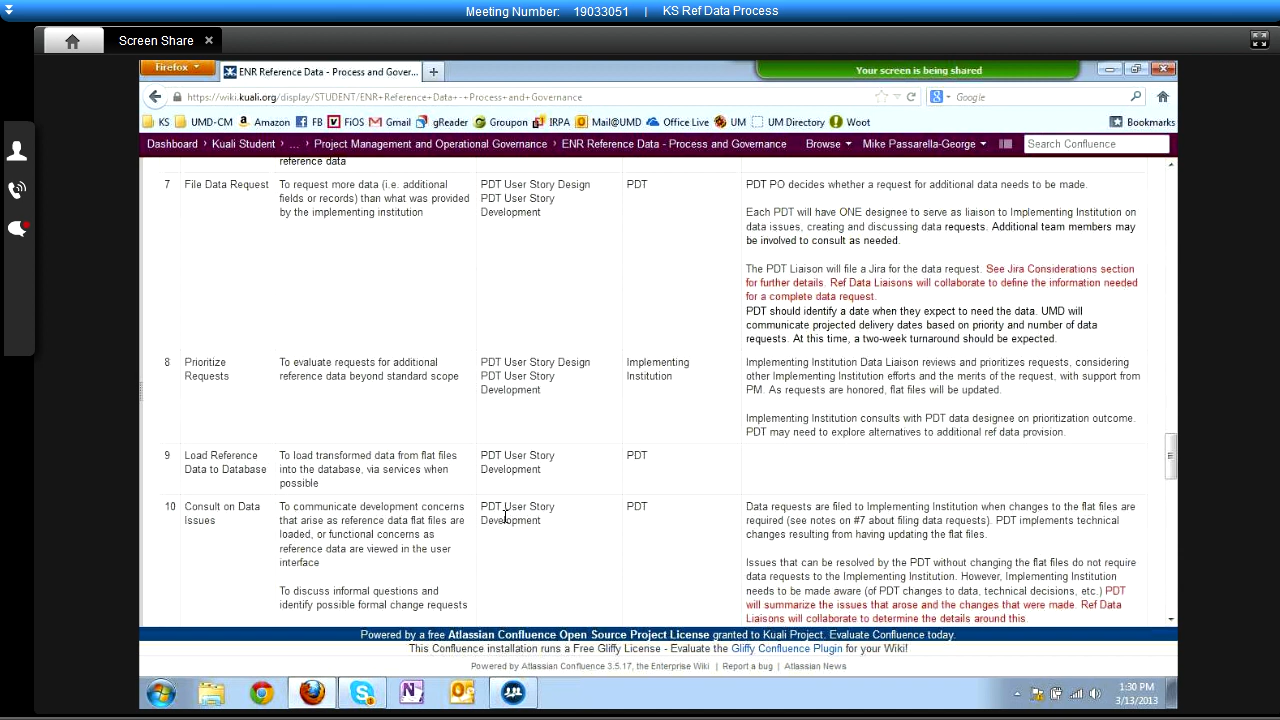 Meeting Number: 19033051 | KS Ref Data Process
Screen Share ×
Firefox
ENR Reference Data - Process and Gover...
Your screen is being shared
https://wiki.kuali.org/display/STUDENT/ENR+Reference+Data+-+Process+and+Governance
Google
KS UMD-CM Amazon FB FiOS Gmail gReader Groupon IRPA Mail@UMD Office Live UM UM Directory Woot Bookmarks
Dashboard Kuali Student ... Project Management and Operational Governance ENR Reference Data - Process and Governance Browse Mike Passarella-George Search Confluence
reference data
7 File Data Request
To request more data (i.e. additional
fields or records) than what was provided
by the implementing institution
PDT User Story Design
PDT User Story
Development
PDT
PDT PO decides whether a request for additional data needs to be made.
Each PDT will have ONE designee to serve as liaison to Implementing Institution on
data issues, creating and discussing data requests. Additional team members may
be involved to consult as needed.
The PDT Liaison will file a Jira for the data request. See Jira Considerations section
for further details. Ref Data Liaisons will collaborate to define the information needed
for a complete data request.
PDT should identify a date when they expect to need the data. UMD will
communicate projected delivery dates based on priority and number of data
requests. At this time, a two-week turnaround should be expected.
8 Prioritize
Requests
To evaluate requests for additional
reference data beyond standard scope
PDT User Story Design
PDT User Story
Development
Implementing
Institution
Implementing Institution Data Liaison reviews and prioritizes requests, considering
other Implementing Institution efforts and the merits of the request, with support from
PM. As requests are honored, flat files will be updated.
Implementing Institution consults with PDT data designee on prioritization outcome.
PDT may need to explore alternatives to additional ref data provision.
9 Load Reference
Data to Database
To load transformed data from flat files
into the database, via services when
possible
PDT User Story
Development
PDT
10 Consult on Data
Issues
To communicate development concerns
that arise as reference data flat files are
loaded, or functional concerns as
reference data are viewed in the user
interface
To discuss informal questions and
identify possible formal change requests
PDT User Story
Development
PDT
Data requests are filed to Implementing Institution when changes to the flat files are
required (see notes on #7 about filing data requests). PDT implements technical
changes resulting from having updating the flat files.
Issues that can be resolved by the PDT without changing the flat files do not require
data requests to the Implementing Institution. However, Implementing Institution
needs to be made aware (of PDT changes to data, technical decisions, etc.) PDT
will summarize the issues that arose and the changes that were made. Ref Data
Liaisons will collaborate to determine the details around this.
Powered by a free Atlassian Confluence Open Source Project License granted to Kuali Project. Evaluate Confluence today.
This Confluence installation runs a Free Gliffy License - Evaluate the Gliffy Confluence Plugin for your Wiki!
Powered by Atlassian Confluence 3.5.17, the Enterprise Wiki | Report a bug | Atlassian News
1:30 PM
3/13/2013